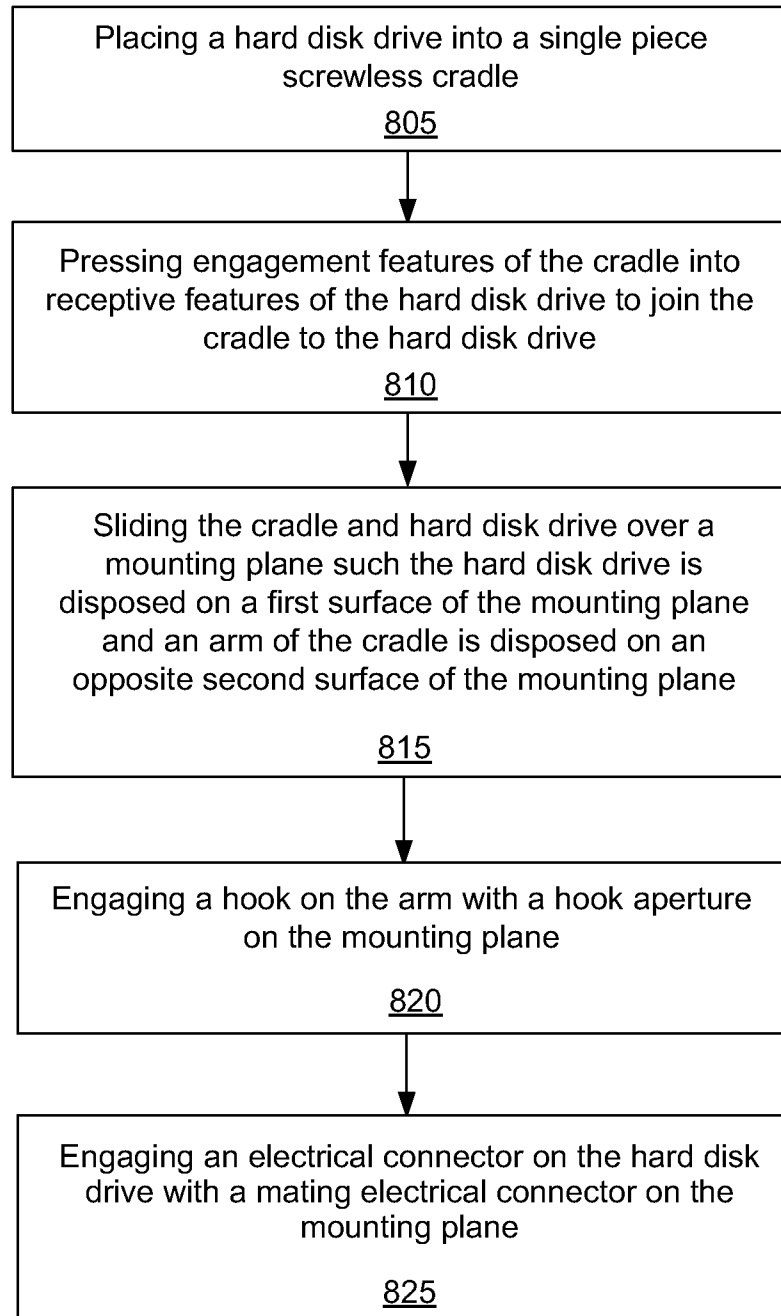 Placing a hard disk drive into a single piece
screwless cradle
805
Pressing engagement features of the cradle into
receptive features of the hard disk drive to join the
cradle to the hard disk drive
810
Sliding the cradle and hard disk drive over a
mounting plane such the hard disk drive is
disposed on a first surface of the mounting plane
and an arm of the cradle is disposed on an
opposite second surface of the mounting plane
815
Engaging a hook on the arm with a hook aperture
on the mounting plane
820
Engaging an electrical connector on the hard disk
drive with a mating electrical connector on the
mounting plane
825